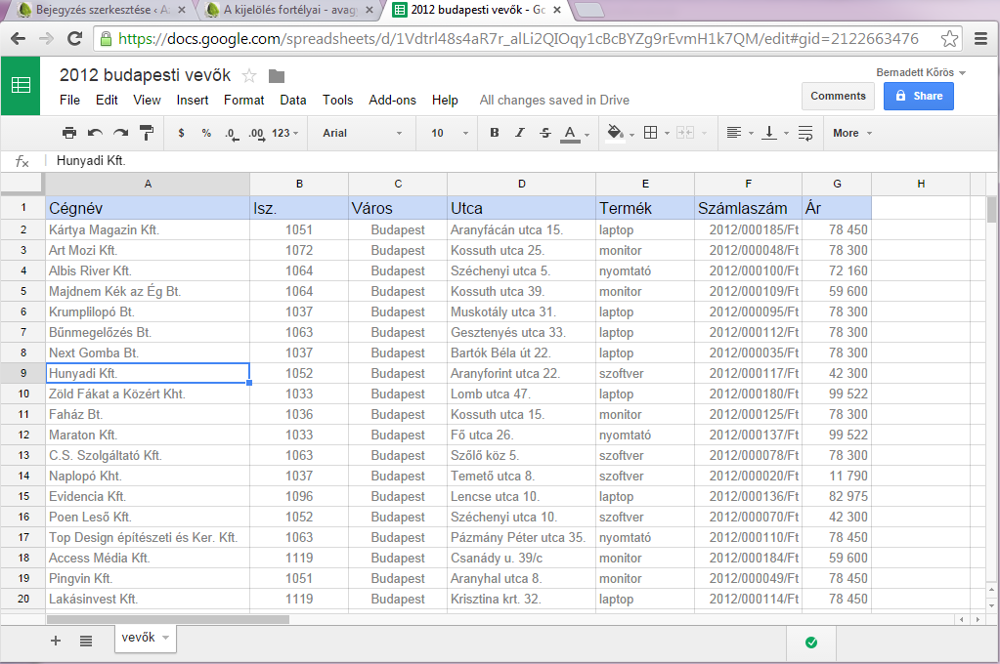 Bejegyzés szerkesztése ‹ A
A kijelölés fortélyai - avag
2012 budapesti vevők - Go
https://docs.google.com/spreadsheets/d/1Vdtrl48s4aR7r_alLi2QIOqy1cBcBYZg9rEvmH1k7QM/edit#gid=2122663476
2012 budapesti vevők
Bernadett Kőrös
File Edit View Insert Format Data Tools Add-ons Help All changes saved in Drive
Comments Share
$ % .0 .00 123 Arial 10 B I S A More
fx Hunyadi Kft.
A B C D E F G H
1 Cégnév Isz. Város Utca Termék Számlaszám Ár
2 Kártya Magazin Kft. 1051 Budapest Aranyfácán utca 15. laptop 2012/000185/Ft 78 450
3 Art Mozi Kft. 1072 Budapest Kossuth utca 25. monitor 2012/000048/Ft 78 300
4 Albis River Kft. 1064 Budapest Széchenyi utca 5. nyomtató 2012/000100/Ft 72 160
5 Majdnem Kék az Ég Bt. 1064 Budapest Kossuth utca 39. monitor 2012/000109/Ft 59 600
6 Krumplilopó Bt. 1037 Budapest Muskotály utca 31. laptop 2012/000095/Ft 78 300
7 Bűnmegelőzés Bt. 1063 Budapest Gesztenyés utca 33. laptop 2012/000112/Ft 78 300
8 Next Gomba Bt. 1037 Budapest Bartók Béla út 22. laptop 2012/000035/Ft 78 300
9 Hunyadi Kft. 1052 Budapest Aranyforint utca 22. szoftver 2012/000117/Ft 42 300
10 Zöld Fákat a Közért Kht. 1033 Budapest Lomb utca 47. laptop 2012/000180/Ft 99 522
11 Faház Bt. 1036 Budapest Kossuth utca 15. monitor 2012/000125/Ft 78 300
12 Maraton Kft. 1033 Budapest Fő utca 26. nyomtató 2012/000137/Ft 99 522
13 C.S. Szolgáltató Kft. 1063 Budapest Szőlő köz 5. szoftver 2012/000078/Ft 78 300
14 Naplopó Kht. 1037 Budapest Temető utca 8. szoftver 2012/000020/Ft 11 790
15 Evidencia Kft. 1096 Budapest Lencse utca 10. laptop 2012/000136/Ft 82 975
16 Poen Leső Kft. 1052 Budapest Széchenyi utca 10. szoftver 2012/000070/Ft 42 300
17 Top Design építészeti és Ker. Kft. 1063 Budapest Pázmány Péter utca 35. nyomtató 2012/000110/Ft 78 450
18 Access Média Kft. 1119 Budapest Csanády u. 39/c monitor 2012/000184/Ft 59 600
19 Pingvin Kft. 1051 Budapest Aranyhal utca 8. monitor 2012/000049/Ft 78 450
20 Lakásinvest Kft. 1119 Budapest Krisztina krt. 32. laptop 2012/000114/Ft 78 450
vevők